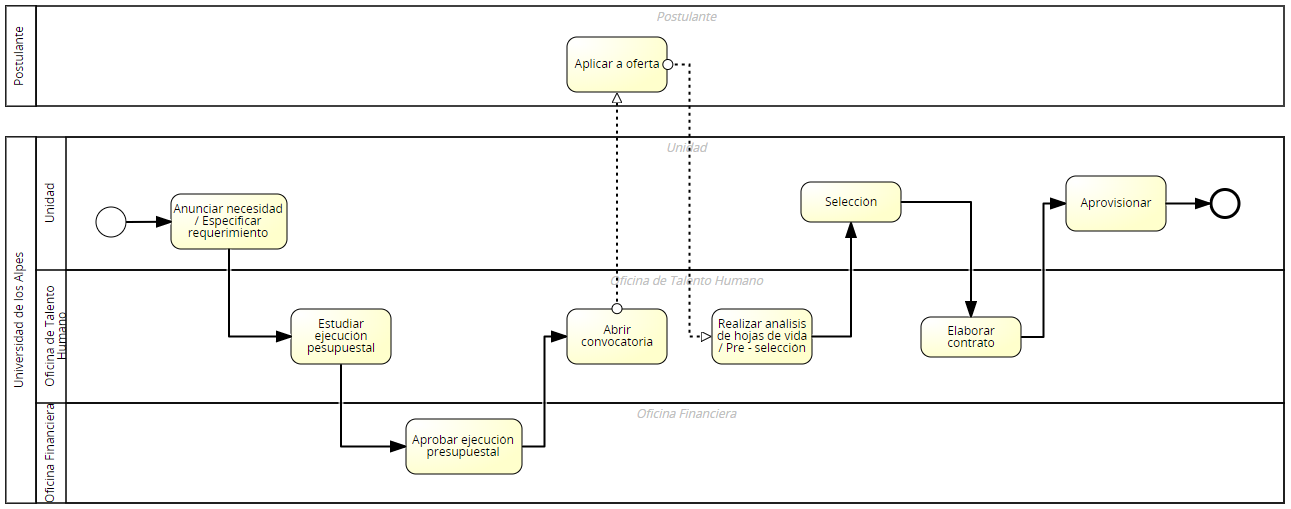 Postulante
Postulante
Aplicar a oferta
Universidad de los Alpes
Unidad
Unidad
Anunciar necesidad
/ Especificar
requerimiento
Selección
Aprovisionar
Oficina de Talento
Humano
Oficina de Talento Humano
Estudiar
ejecución
pesupuestal
Abrir
convocatoria
Realizar análisis
de hojas de vida
/ Pre - selección
Elaborar
contrato
Oficina Financiera
Oficina Financiera
Aprobar ejecución
presupuestal